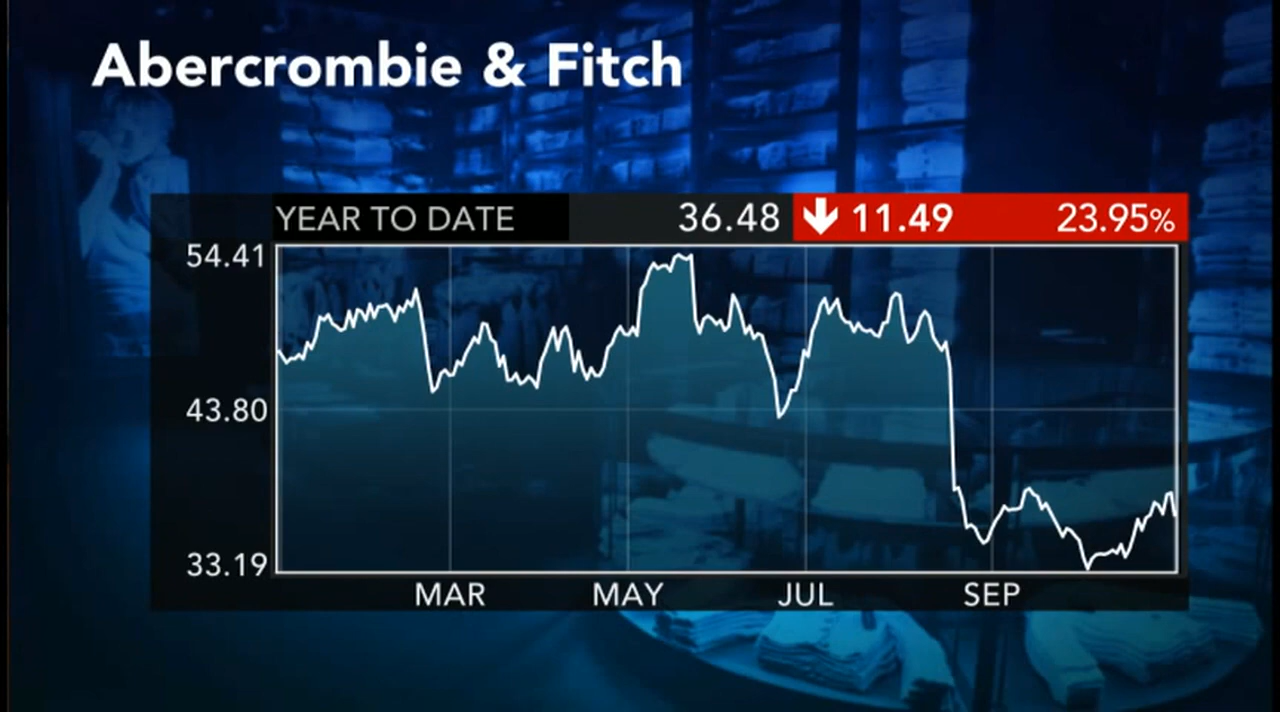 Abercrombie & Fitch
YEAR TO DATE 36.48 11.49 23.95%
54.41
43.80
33.19
MAR MAY JUL SEP